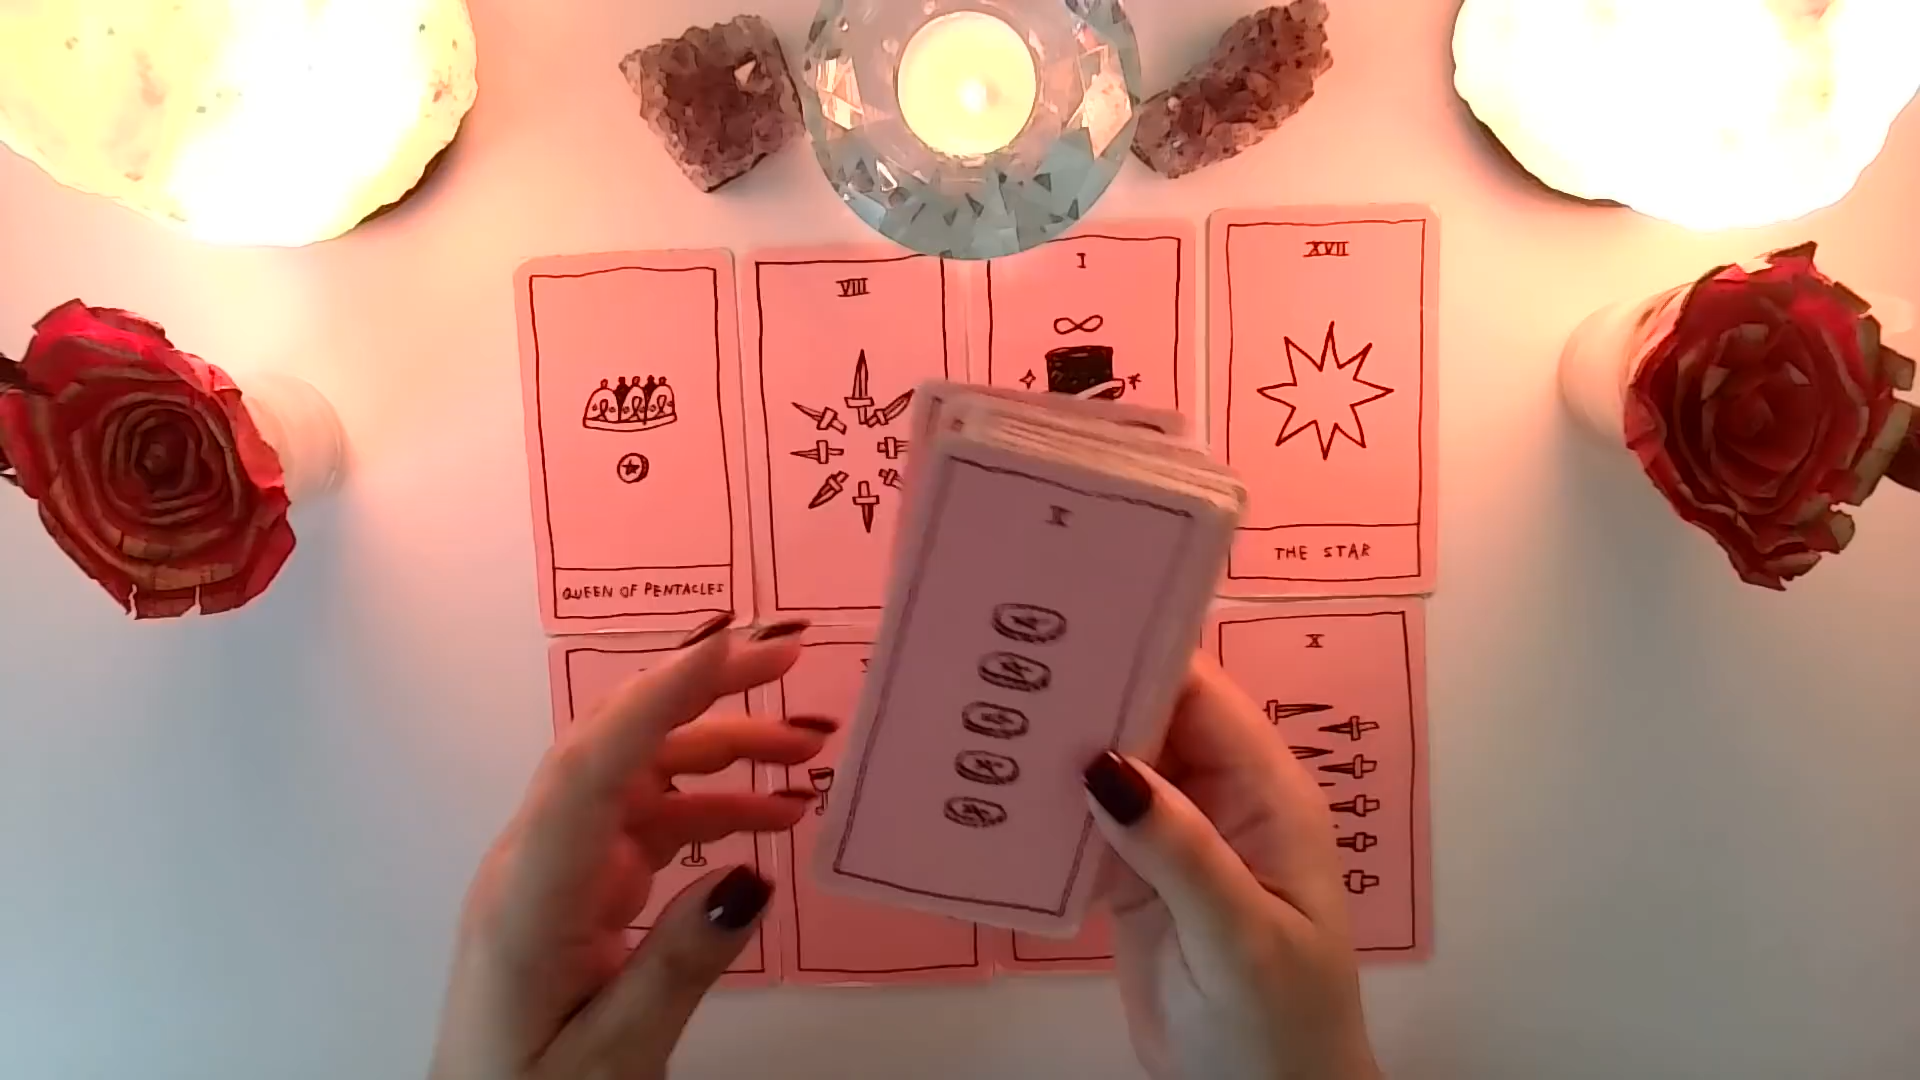 VIII
I
XVII
QUEEN OF PENTACLES
THE STAR
X